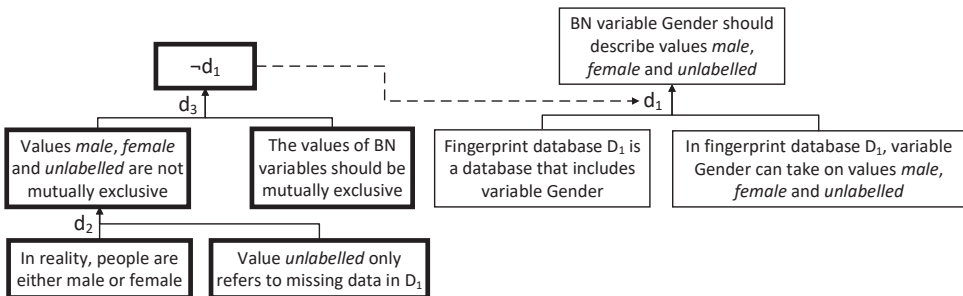 BN variable Gender should
describe values male,
female and unlabelled
¬d1
d3
d1
Values male, female
and unlabelled are not
mutually exclusive
The values of BN
variables should be
mutually exclusive
Fingerprint database D1 is
a database that includes
variable Gender
In fingerprint database D1, variable
Gender can take on values male,
female and unlabelled
d2
In reality, people are
either male or female
Value unlabelled only
refers to missing data in D1